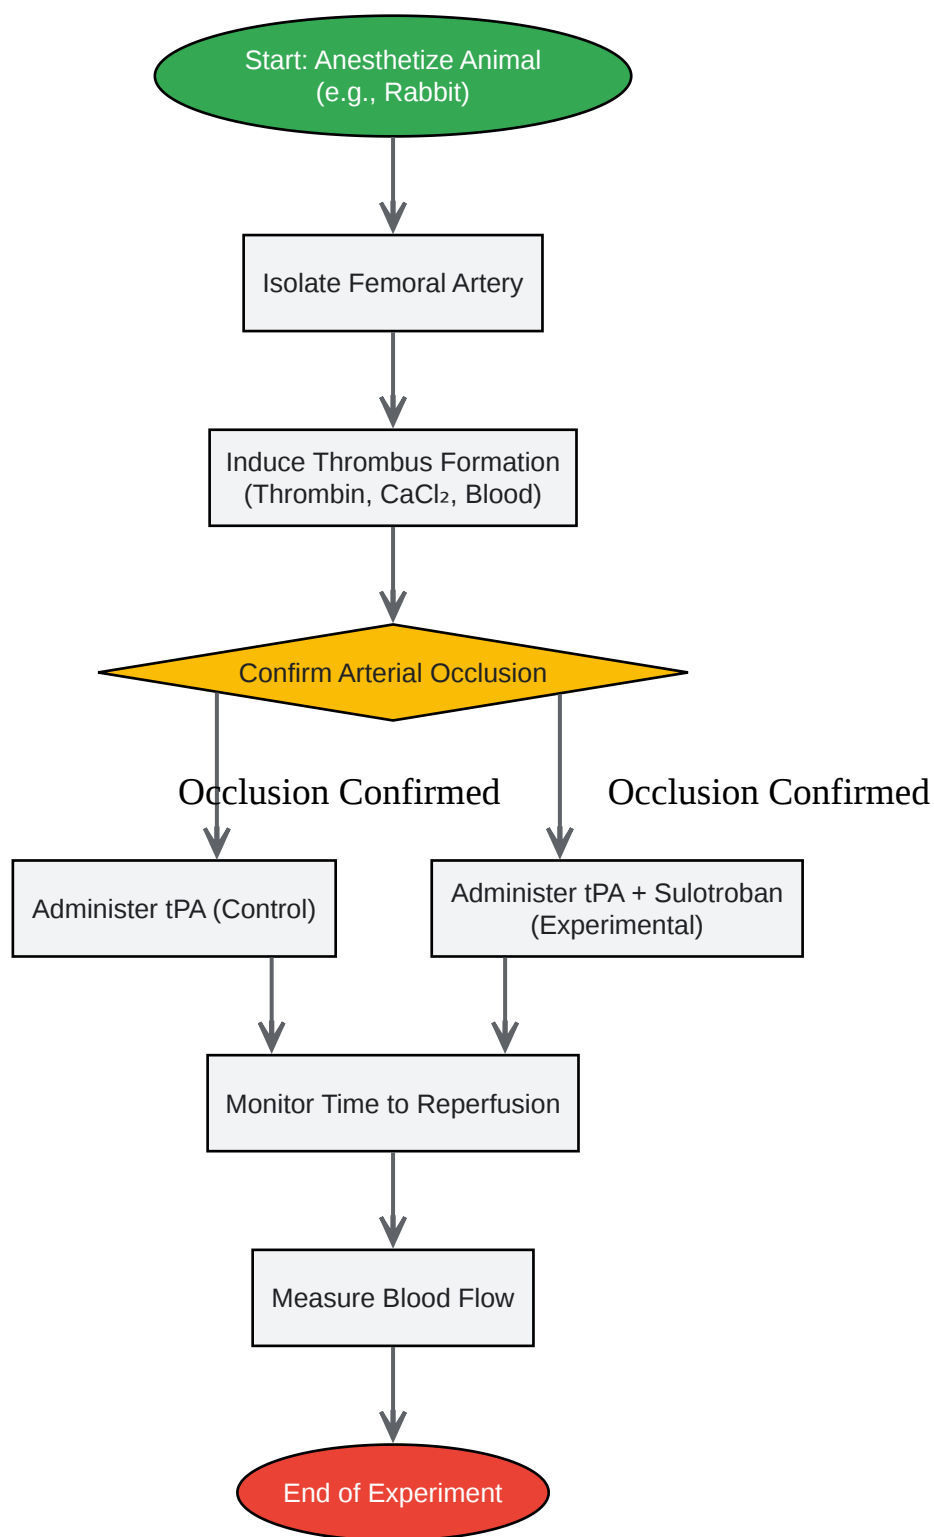 Start: Anesthetize Animal
(e.g., Rabbit)
Isolate Femoral Artery
Induce Thrombus Formation
(Thrombin, CaCl₂, Blood)
Confirm Arterial Occlusion
Occlusion Confirmed
Occlusion Confirmed
Administer tPA (Control)
Administer tPA + Sulotroban
(Experimental)
Monitor Time to Reperfusion
Measure Blood Flow
End of Experiment